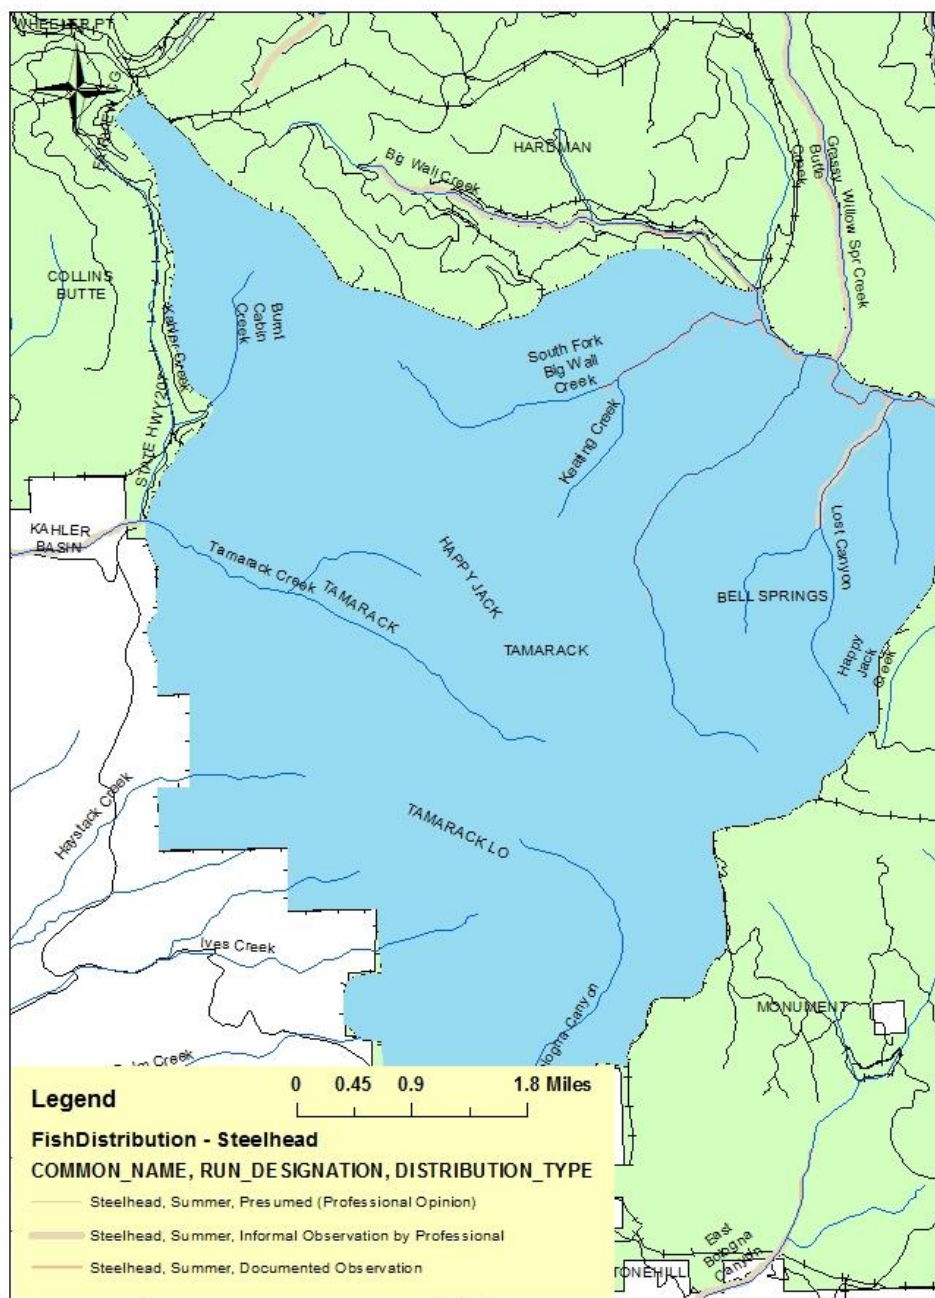 WHEELER PT
HARDMAN
Big Wall Creek
Butte
Creek
Grassy
Willow Spr Creek
COLLINS
BUTTE
Kahler Creek
Burnt
Cabin
Creek
STATE HWY 207
South Fork
Big Wall
Creek
Keating Creek
KAHLER
BASIN
Tamarack Creek
TAMARACK
HAPPY JACK
TAMARACK
Lost Canyon
BELL SPRINGS
Happy
Jack
Creek
Haystack Creek
TAMARACK LO
Ives Creek
MONUMENT
Canyon
Creek
Legend
0 0.45 0.9 1.8 Miles
FishDistribution - Steelhead
COMMON_NAME, RUN_DESIGNATION, DISTRIBUTION_TYPE
Steelhead, Summer, Presumed (Professional Opinion)
Steelhead, Summer, Informal Observation by Professional
Steelhead, Summer, Documented Observation
East
Bologna
Canyon
TONEHILL